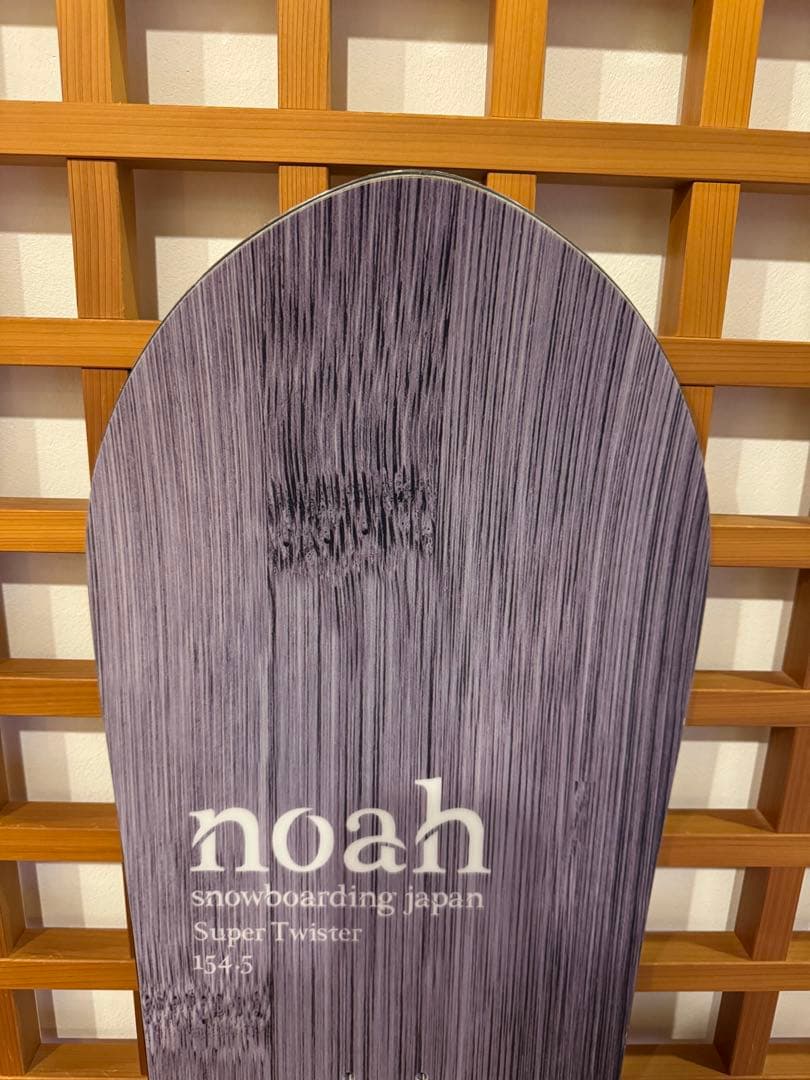 noah
snowboarding japan
Super Twister
154.5